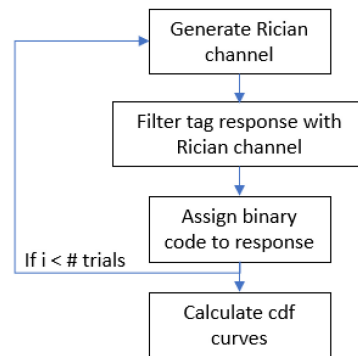 Generate Rician
channel
Filter tag response with
Rician channel
Assign binary
code to response
If i < # trials
Calculate cdf
curves